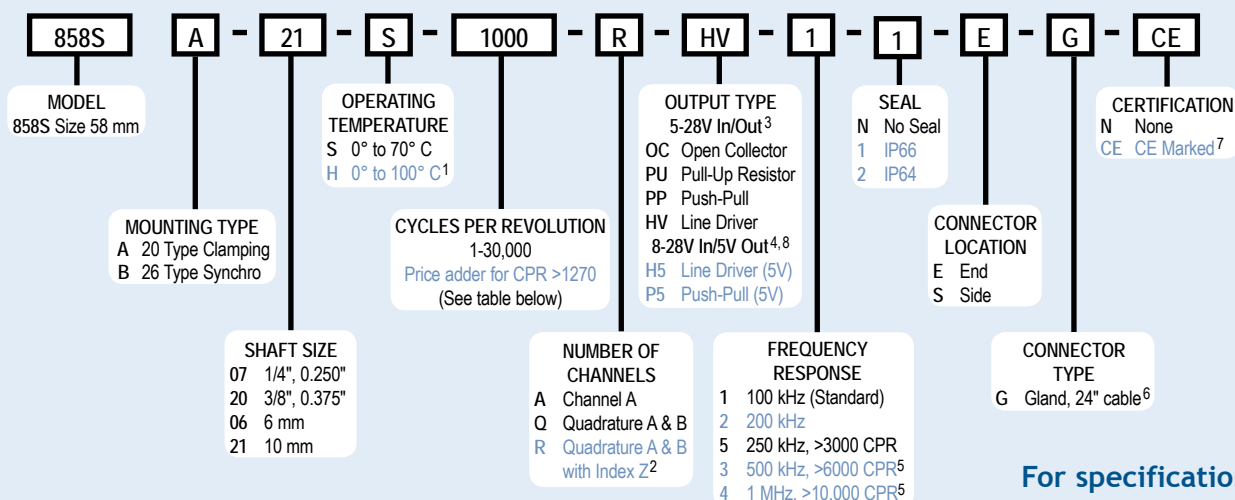 858S A - 21 - S - 1000 - R - HV - 1 - 1 - E - G - CE
MODEL
858S Size 58 mm
OPERATING
TEMPERATURE
S 0° to 70° C
H 0° to 100° C1
OUTPUT TYPE
5-28V In/Out3
OC Open Collector
PU Pull-Up Resistor
PP Push-Pull
HV Line Driver
8-28V In/5V Out4,8
H5 Line Driver (5V)
P5 Push-Pull (5V)
SEAL
N No Seal
1 IP66
2 IP64
CERTIFICATION
N None
CE CE Marked7
MOUNTING TYPE
A 20 Type Clamping
B 26 Type Synchro
CYCLES PER REVOLUTION
1-30,000
Price adder for CPR >1270
(See table below)
CONNECTOR
LOCATION
E End
S Side
SHAFT SIZE
07 1/4", 0.250"
20 3/8", 0.375"
06 6 mm
21 10 mm
NUMBER OF
CHANNELS
A Channel A
Q Quadrature A & B
R Quadrature A & B
with Index Z2
FREQUENCY
RESPONSE
1 100 kHz (Standard)
2 200 kHz
5 250 kHz, >3000 CPR
3 500 kHz, >6000 CPR5
4 1 MHz, >10,000 CPR5
CONNECTOR
TYPE
G Gland, 24" cable6
For specificatio